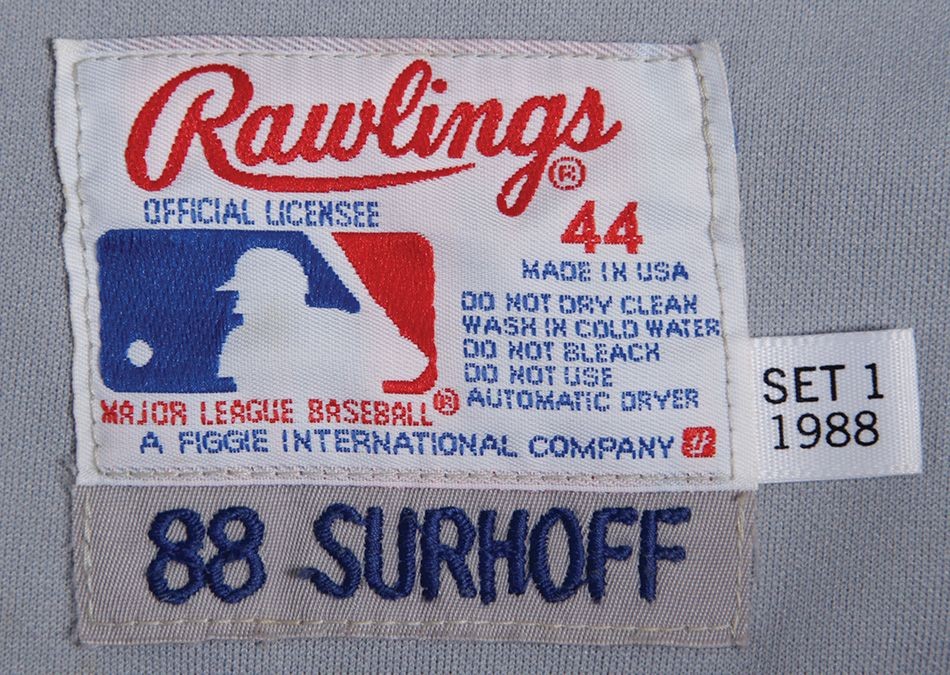 Rawlings®
OFFICIAL LICENSEE
44
MADE IN USA
DO NOT DRY CLEAN
WASH IN COLD WATER
DO NOT BLEACH
DO NOT USE
AUTOMATIC DRYER
MAJOR LEAGUE BASEBALL®
A FIGGIE INTERNATIONAL COMPANY
SET 1
1988
88 SURHOFF